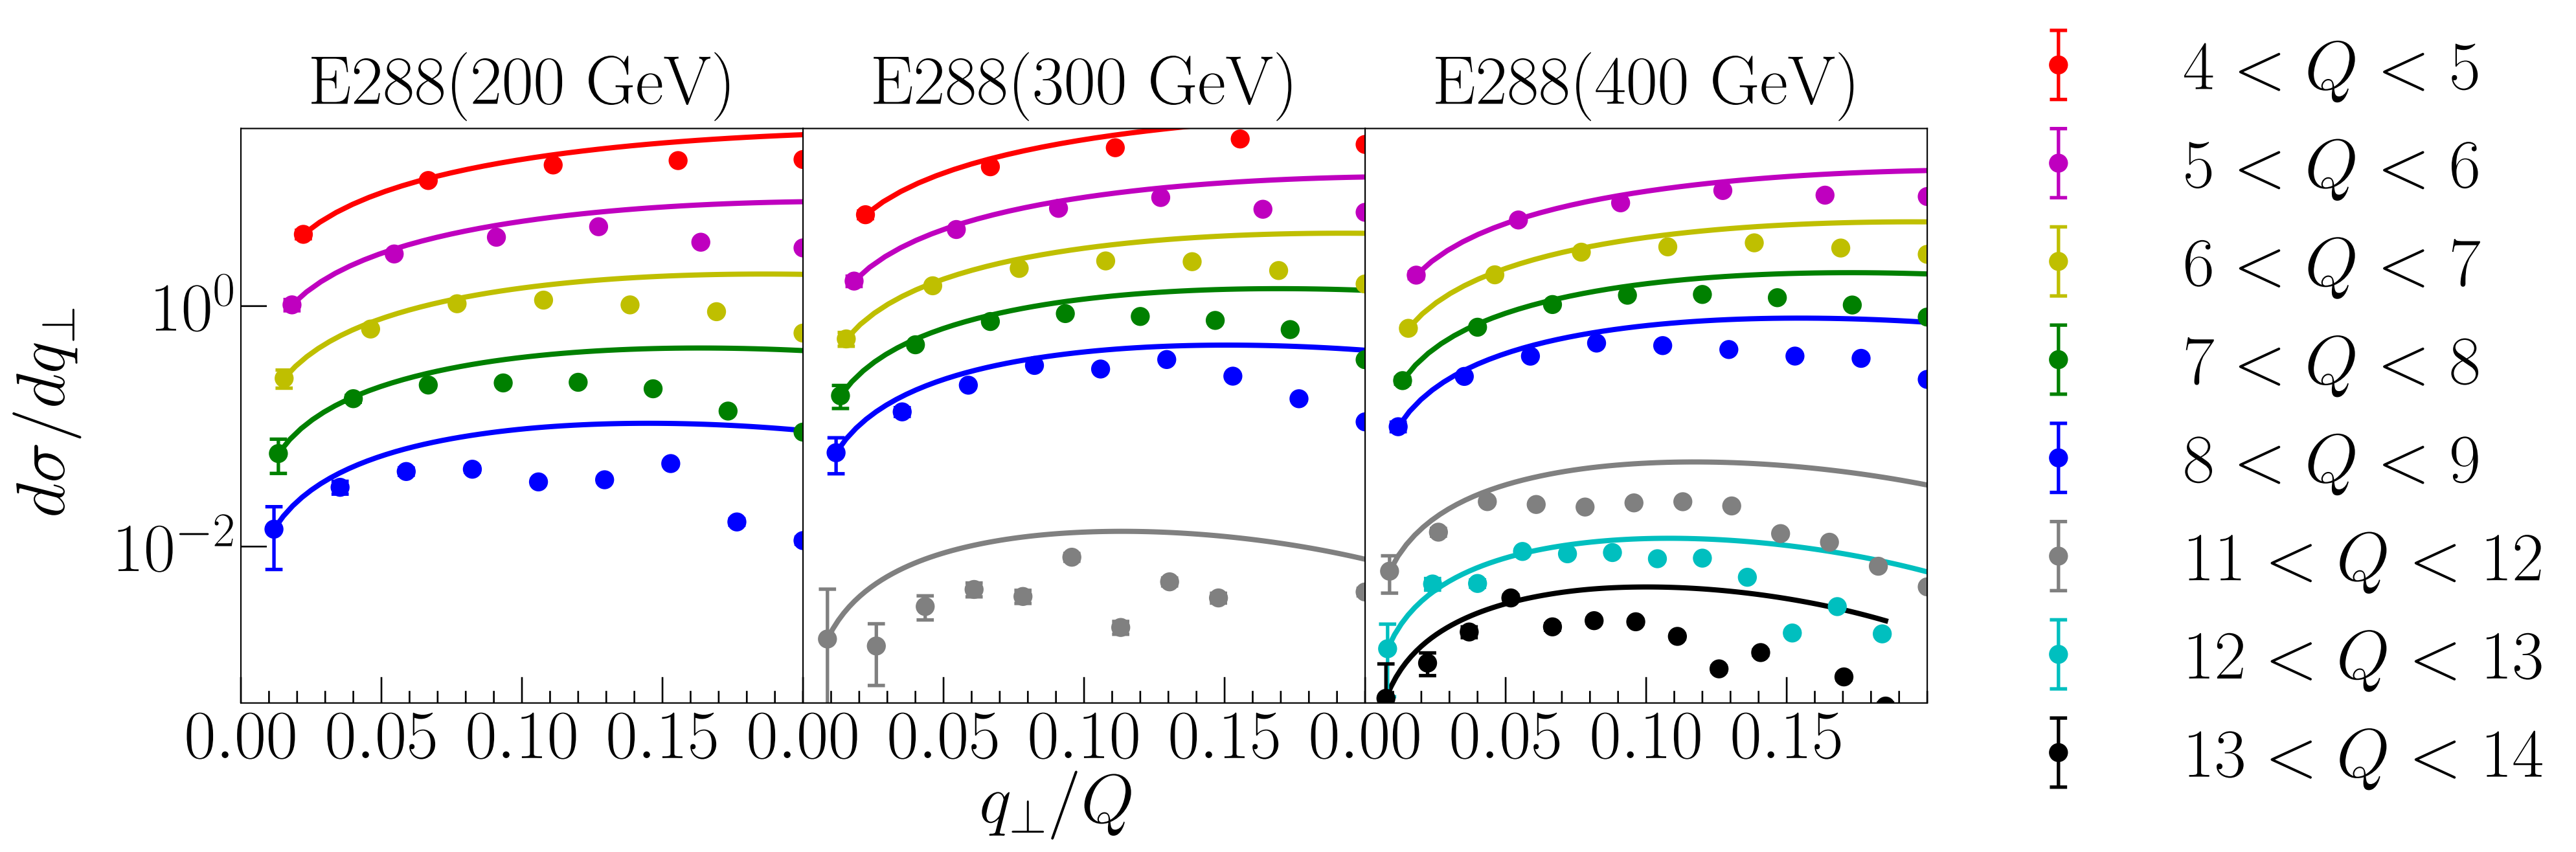 E288(200 GeV) E288(300 GeV) E288(400 GeV)
dσ/dq⊥
10⁰
10⁻²
0.00 0.05 0.10 0.15 0.00 0.05 0.10 0.15 0.00 0.05 0.10 0.15
q⊥/Q
4 < Q < 5
5 < Q < 6
6 < Q < 7
7 < Q < 8
8 < Q < 9
11 < Q < 12
12 < Q < 13
13 < Q < 14